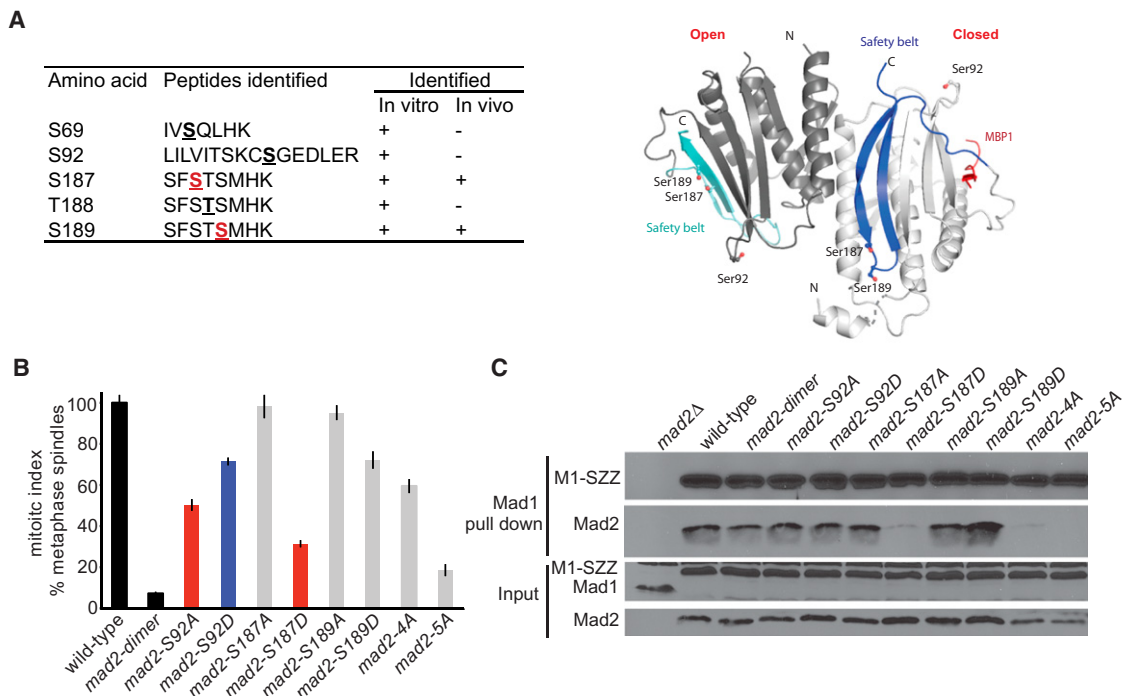 A
Amino acid Peptides identified Identified
In vitro In vivo
S69 IVSQLHK + -
S92 LILVITSKCSGEDLER + -
S187 SFSTSMHK + +
T188 SFSTSMHK + -
S189 SFSTSMHK + +
Open
N
Safety belt
C
Closed
Ser92
C
MBP1
Ser189
Ser187
Safety belt
Ser92
Ser187
Ser189
N
B
mitoitc index
% metaphase spindles
100
80
60
40
20
0
wild-type
mad2-dimer
mad2-S92A
mad2-S92D
mad2-S187A
mad2-S187D
mad2-S189A
mad2-S189D
mad2-4A
mad2-5A
C
mad2Δ
wild-type
mad2-dimer
mad2-S92A
mad2-S92D
mad2-S187A
mad2-S187D
mad2-S189A
mad2-S189D
mad2-4A
mad2-5A
Mad1
pull down
M1-SZZ
Mad2
Input
M1-SZZ
Mad1
Mad2